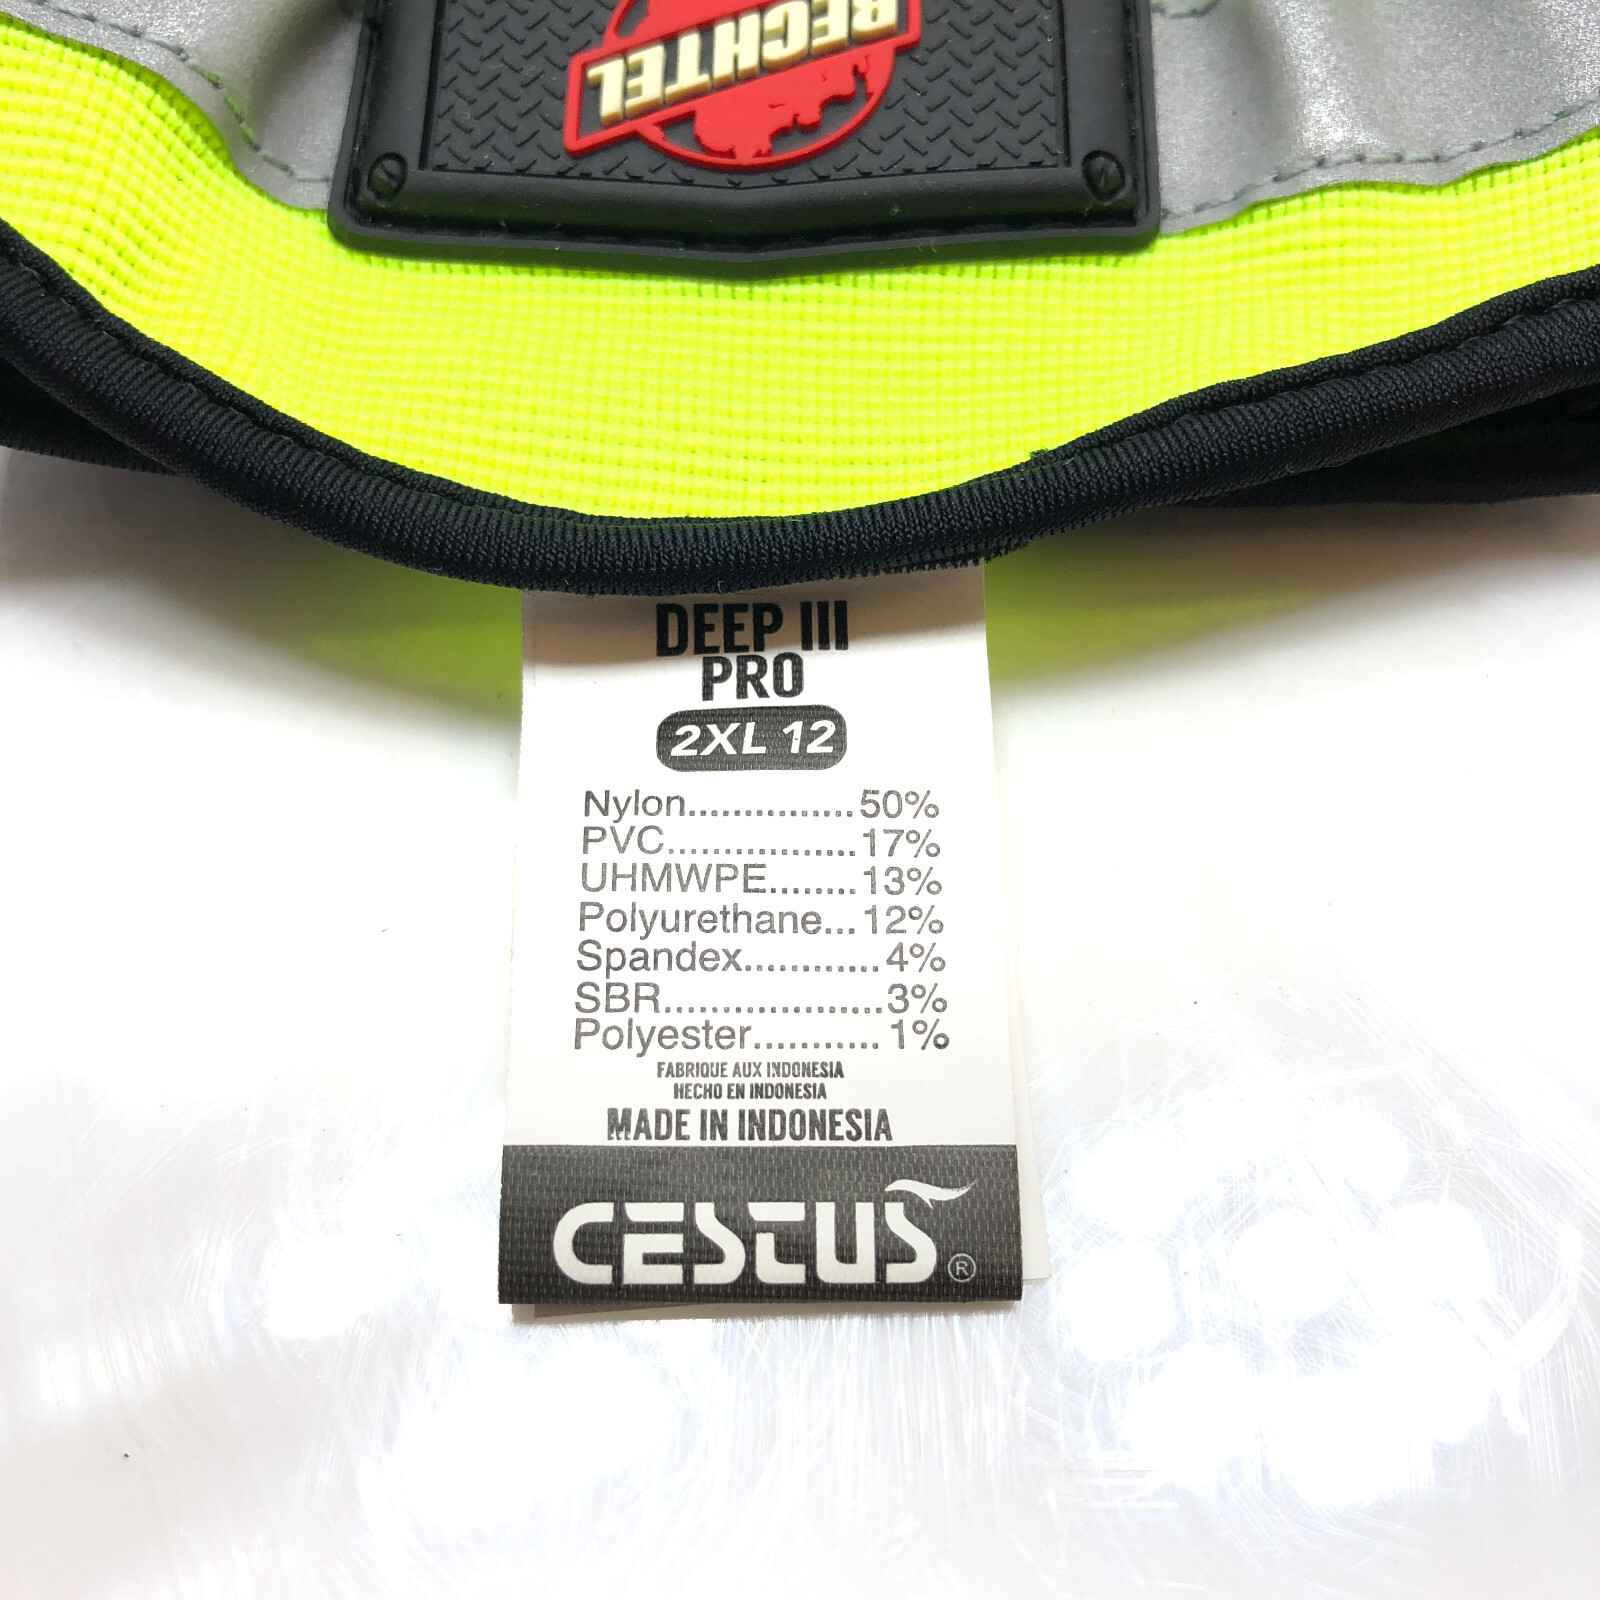 BECHTEL
DEEP III
PRO
2XL 12
Nylon................50%
PVC.................17%
UHMWPE........13%
Polyurethane...12%
Spandex............4%
SBR...................3%
Polyester........... 1%
FABRIQUE AUX INDONESIA
HECHO EN INDONESIA
MADE IN INDONESIA
CESTUS ®